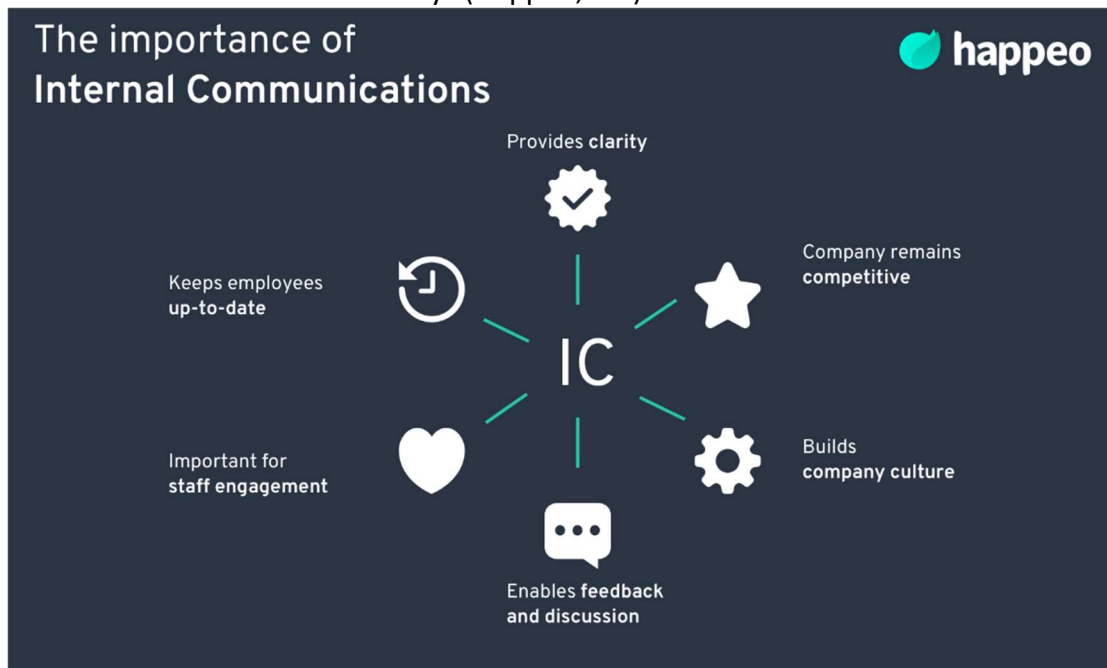 The importance of
Internal Communications
happeo
Provides clarity
Company remains
competitive
Keeps employees
up-to-date
IC
Important for
staff engagement
Builds
company culture
Enables feedback
and discussion